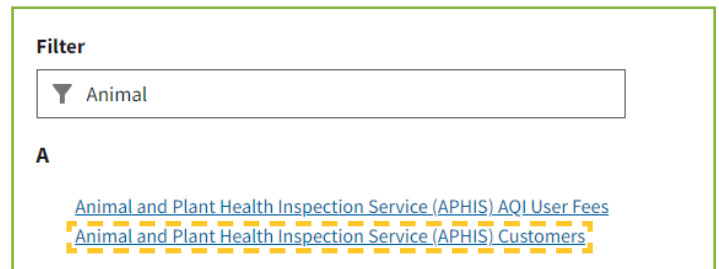 Filter
Animal
A
Animal and Plant Health Inspection Service (APHIS) AQI User Fees
Animal and Plant Health Inspection Service (APHIS) Customers